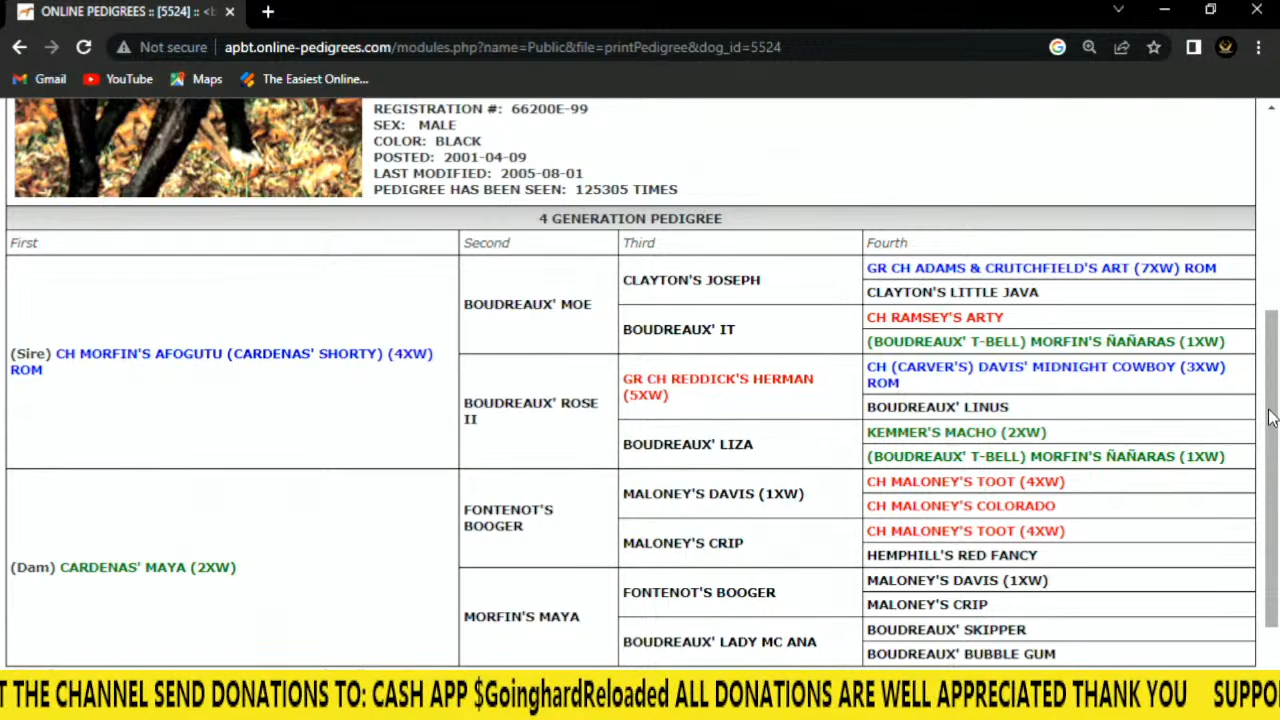 ONLINE PEDIGREES :: [5524] :: <b
Not secure apbt.online-pedigrees.com/modules.php?name=Public&file=printPedigree&dog_id=5524
Gmail YouTube Maps The Easiest Online...
REGISTRATION #: 66200E-99
SEX: MALE
COLOR: BLACK
POSTED: 2001-04-09
LAST MODIFIED: 2005-08-01
PEDIGREE HAS BEEN SEEN: 125305 TIMES
4 GENERATION PEDIGREE
First Second Third Fourth
(Sire) CH MORFIN'S AFOGUTU (CARDENAS' SHORTY) (4XW)
ROM
BOUDREAUX' MOE
CLAYTON'S JOSEPH
GR CH ADAMS & CRUTCHFIELD'S ART (7XW) ROM
CLAYTON'S LITTLE JAVA
BOUDREAUX' IT
CH RAMSEY'S ARTY
(BOUDREAUX' T-BELL) MORFIN'S ÑAÑARAS (1XW)
BOUDREAUX' ROSE
II
GR CH REDDICK'S HERMAN
(5XW)
CH (CARVER'S) DAVIS' MIDNIGHT COWBOY (3XW)
ROM
BOUDREAUX' LINUS
BOUDREAUX' LIZA
KEMMER'S MACHO (2XW)
(BOUDREAUX' T-BELL) MORFIN'S ÑAÑARAS (1XW)
(Dam) CARDENAS' MAYA (2XW)
FONTENOT'S
BOOGER
MALONEY'S DAVIS (1XW)
CH MALONEY'S TOOT (4XW)
CH MALONEY'S COLORADO
MALONEY'S CRIP
CH MALONEY'S TOOT (4XW)
HEMPHILL'S RED FANCY
MORFIN'S MAYA
FONTENOT'S BOOGER
MALONEY'S DAVIS (1XW)
MALONEY'S CRIP
BOUDREAUX' LADY MC ANA
BOUDREAUX' SKIPPER
BOUDREAUX' BUBBLE GUM
T THE CHANNEL SEND DONATIONS TO: CASH APP $GoinghardReloaded ALL DONATIONS ARE WELL APPRECIATED THANK YOU SUPPO